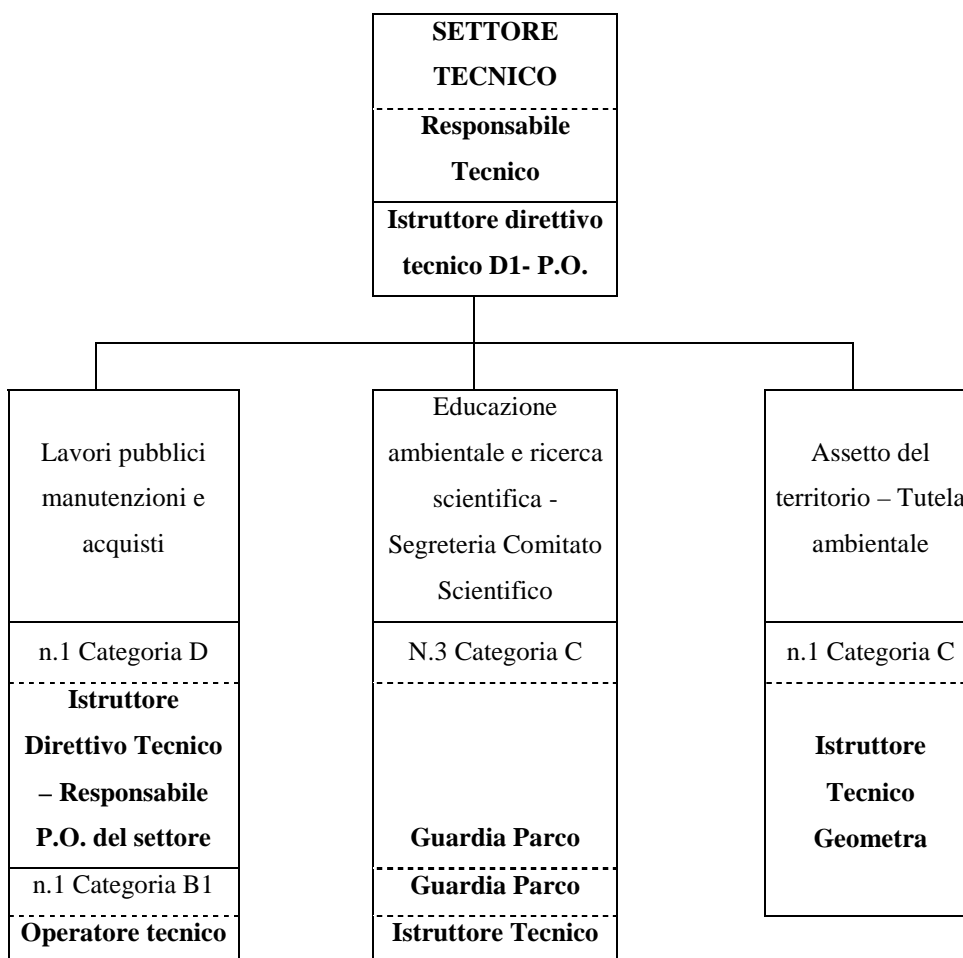 SETTORE
TECNICO
Responsabile
Tecnico
Istruttore direttivo
tecnico D1- P.O.
Lavori pubblici
manutenzioni e
acquisti
n.1 Categoria D
Istruttore
Direttivo Tecnico
– Responsabile
P.O. del settore
n.1 Categoria B1
Operatore tecnico
Educazione
ambientale e ricerca
scientifica -
Segreteria Comitato
Scientifico
N.3 Categoria C
Guardia Parco
Guardia Parco
Istruttore Tecnico
Assetto del
territorio – Tutela
ambientale
n.1 Categoria C
Istruttore
Tecnico
Geometra